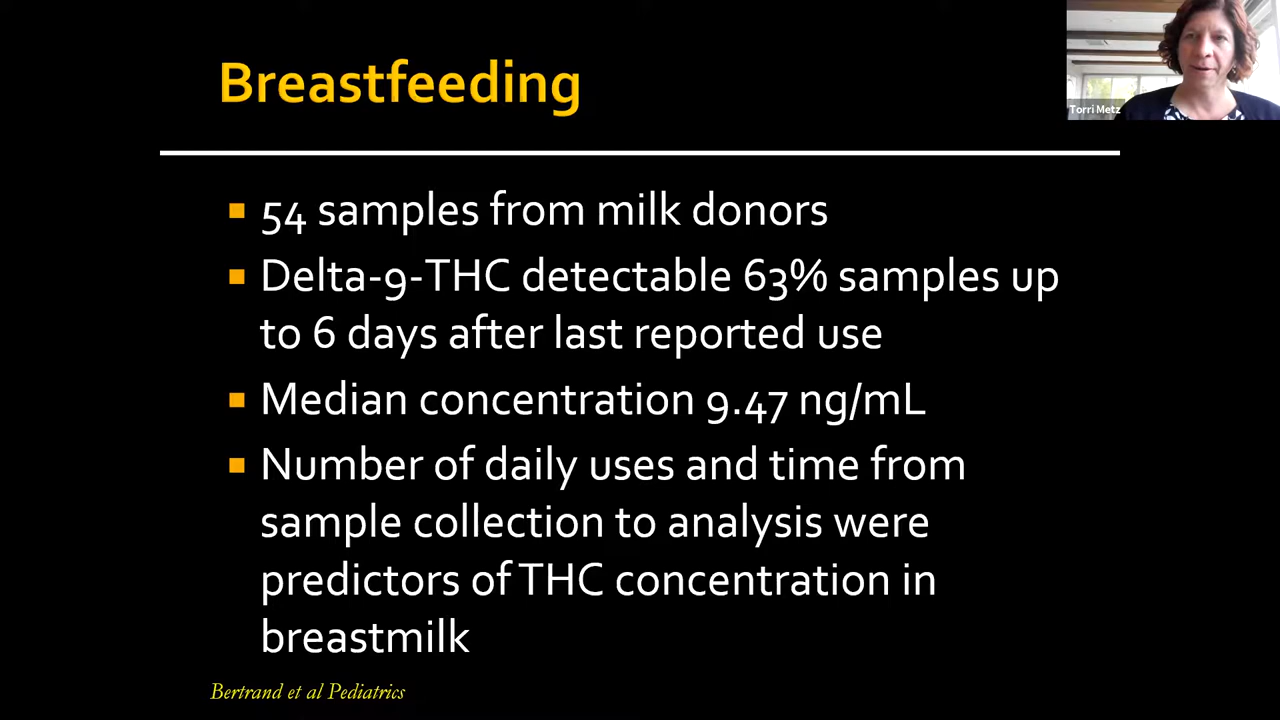 Breastfeeding
Torri Metz
54 samples from milk donors
Delta-9-THC detectable 63% samples up
to 6 days after last reported use
Median concentration 9.47 ng/mL
Number of daily uses and time from
sample collection to analysis were
predictors of THC concentration in
breastmilk
Bertrand et al Pediatrics